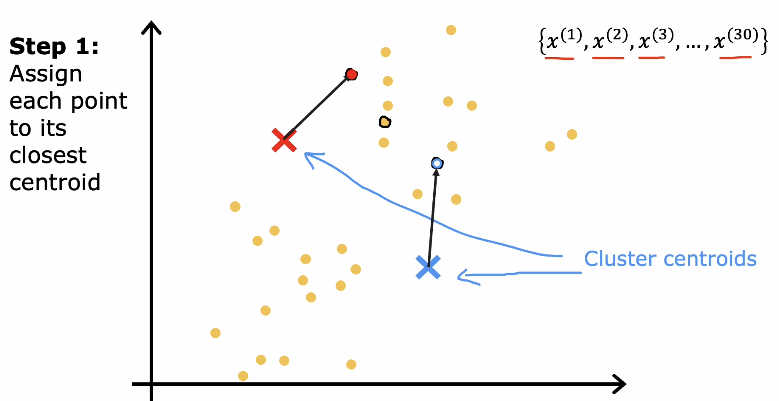 Step 1:
Assign
each point
to its
closest
centroid
{x^(1), x^(2), x^(3), ..., x^(30)}
Cluster centroids